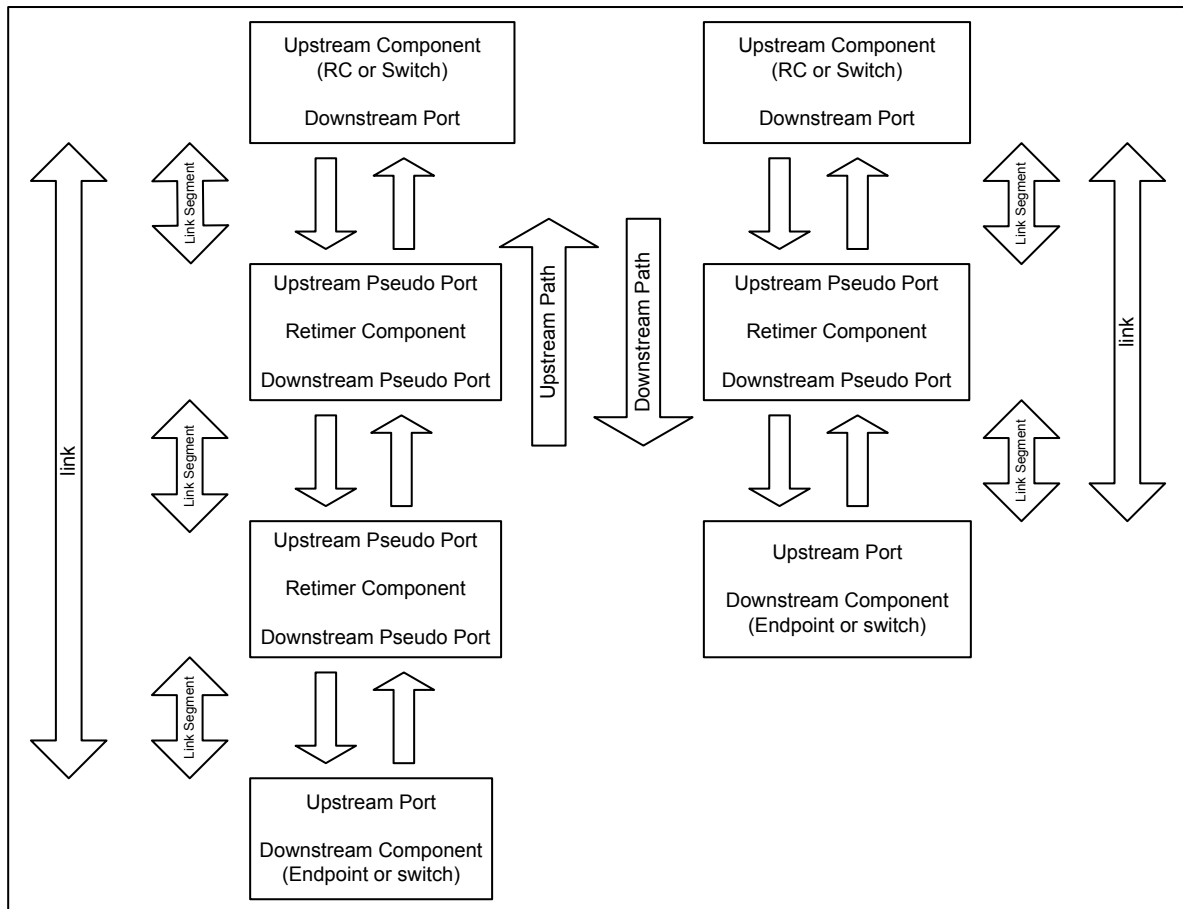 Upstream Component
(RC or Switch)
Downstream Port
Upstream Component
(RC or Switch)
Downstream Port
Link Segment
Link Segment
Upstream Pseudo Port
Retimer Component
Downstream Pseudo Port
Upstream Path
Downstream Path
Upstream Pseudo Port
Retimer Component
Downstream Pseudo Port
link
link
Link Segment
Link Segment
Upstream Pseudo Port
Retimer Component
Downstream Pseudo Port
Upstream Port
Downstream Component
(Endpoint or switch)
Link Segment
Upstream Port
Downstream Component
(Endpoint or switch)